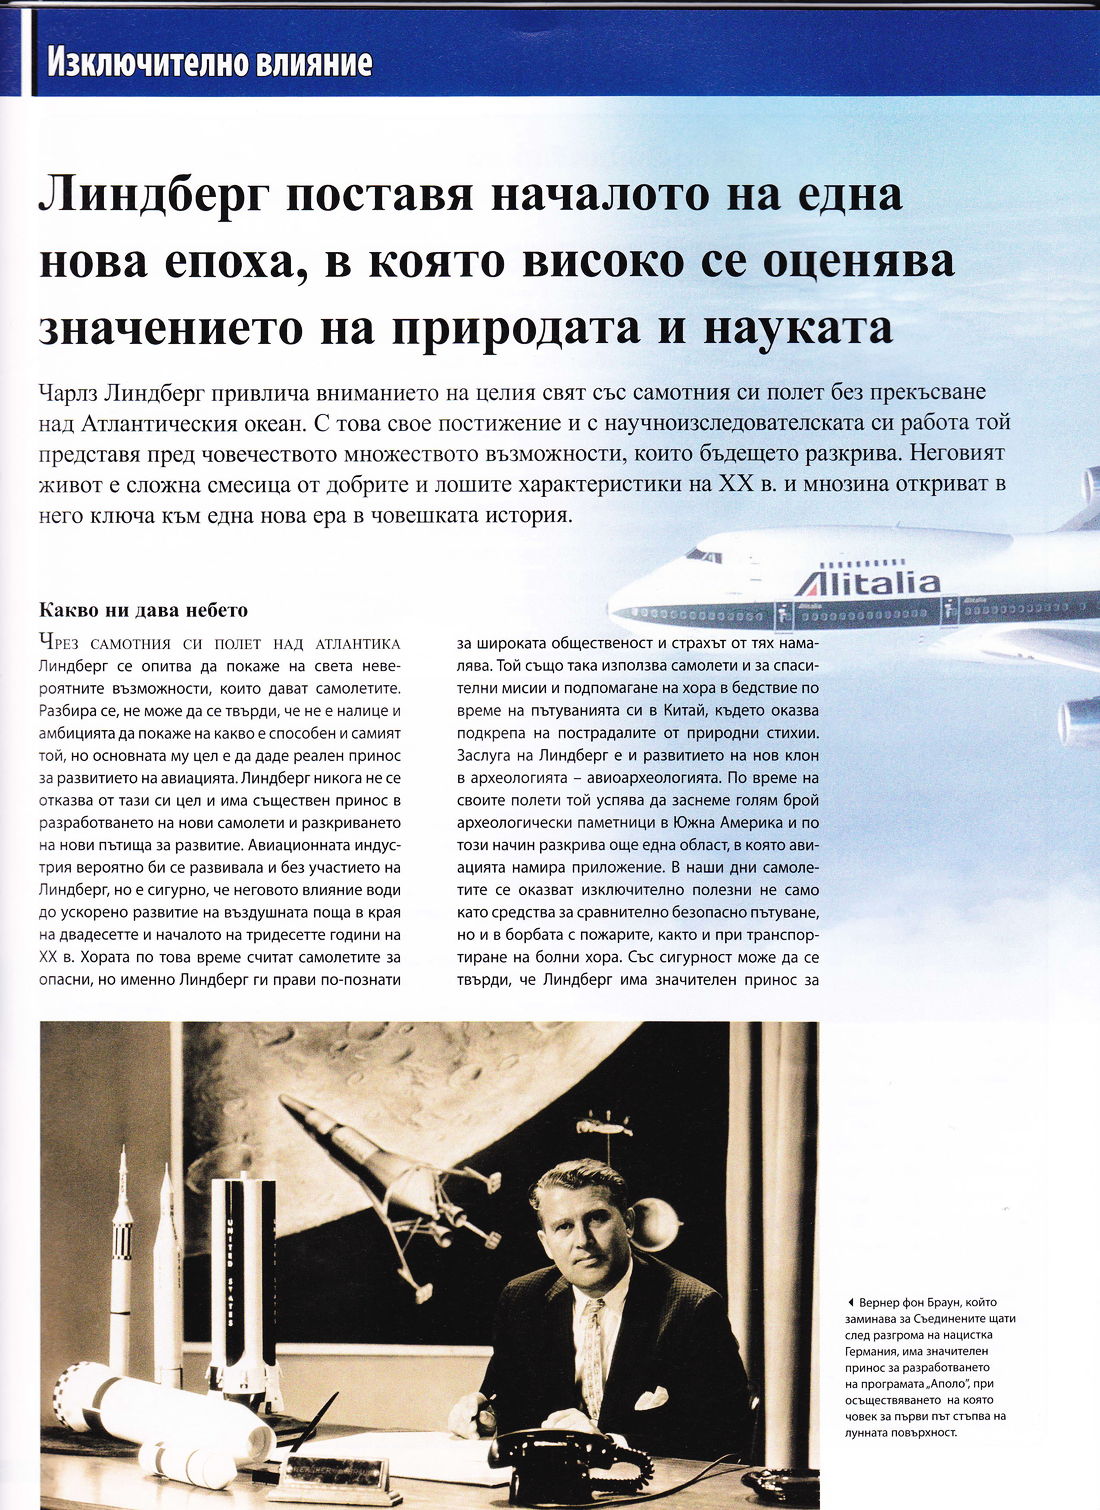 Изключително влияние
Линдберг поставя началото на една
нова епоха, в която високо се оценява
значението на природата и науката
Чарлз Линдберг привлича вниманието на целия свят със самотния си полет без прекъсване
над Атлантическия океан. С това свое постижение и с научноизследователската си работа той
представя пред човечеството множеството възможности, които бъдещето разкрива. Неговият
живот е сложна смесица от добрите и лошите характеристики на XX в. и мнозина откриват в
него ключа към една нова ера в човешката история.
Alitalia
Alitalia
Alitalia
Какво ни дава небето
Чрез самотния си полет над Атлантика
Линдберг се опитва да покаже на света неве-
роятните възможности, които дават самолетите.
Разбира се, не може да се твърди, че не е налице и
амбицията да покаже на какво е способен и самият
той, но основната му цел е да даде реален принос
за развитието на авиацията. Линдберг никога не се
отказва от тази си цел и има съществен принос в
разработването на нови самолети и разкриването
на нови пътища за развитие. Авиационната индус-
трия вероятно би се развивала и без участието на
Линдберг, но е сигурно, че неговото влияние води
до ускорено развитие на въздушната поща в края
на двадесетте и началото на тридесетте години на
XX в. Хората по това време считат самолетите за
опасни, но именно Линдберг ги прави по-познати
за широката общественост и страхът от тях нама-
лява. Той също така използва самолети и за спаси-
телни мисии и подпомагане на хора в бедствие по
време на пътуванията си в Китай, където оказва
подкрепа на пострадалите от природни стихии.
Заслуга на Линдберг е и развитието на нов клон
в археологията – авиоархеологията. По време на
своите полети той успява да заснеме голям брой
археологически паметници в Южна Америка и по
този начин разкрива още една област, в която ави-
ацията намира приложение. В наши дни самоле-
тите се оказват изключително полезни не само
като средства за сравнително безопасно пътуване,
но и в борбата с пожарите, както и при транспор-
тиране на болни хора. Със сигурност може да се
твърди, че Линдберг има значителен принос за
UNITED STATES
Вернер фон Браун, който
заминава за Съединените щати
след разгрома на нацистка
Германия, има значителен
принос за разработването
на програмата „Аполо”, при
осъществяването на която
човек за първи път стъпва на
лунната повърхност.